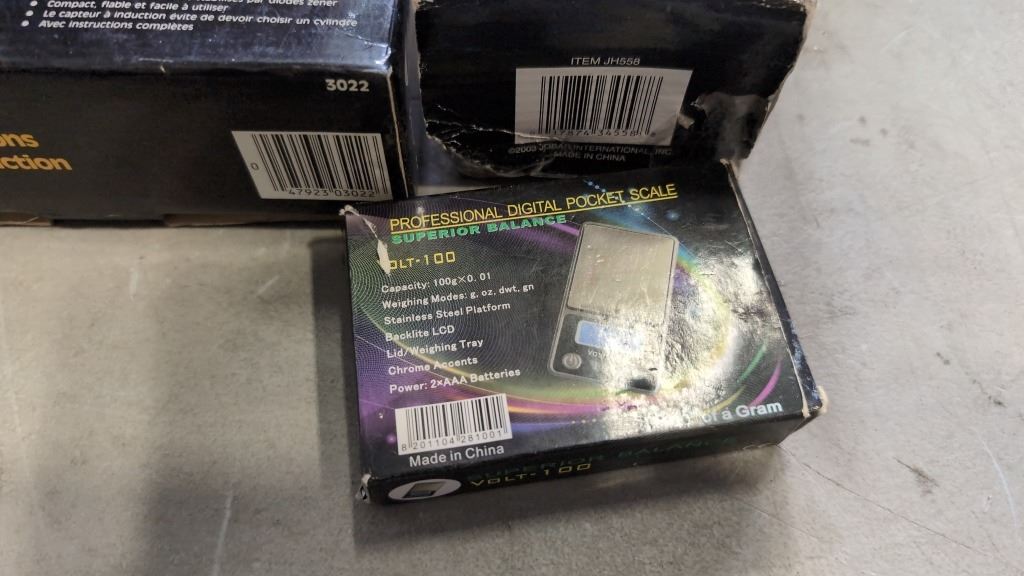 Compact, fiable et facile à utiliser
Le capteur à induction évite de devoir choisir un cylindre
Avec instructions complètes
3022
ons
ction
0
47923 03022
ITEM JH558
©2003 JOBAR INTERNATIONAL, INC.
MADE IN CHINA
PROFESSIONAL DIGITAL POCKET SCALE
SUPERIOR BALANCE
VOLT-100
Capacity: 100g×0. 01
Weighing Modes: g, oz, dwt, gn
Stainless Steel Platform
Backlite LCD
Lid/Weighing Tray
Chrome Accents
Power: 2×AAA Batteries
8 201104 281001
Made in China
of a Gram
SUPERIOR BALANCE
VOLT-100